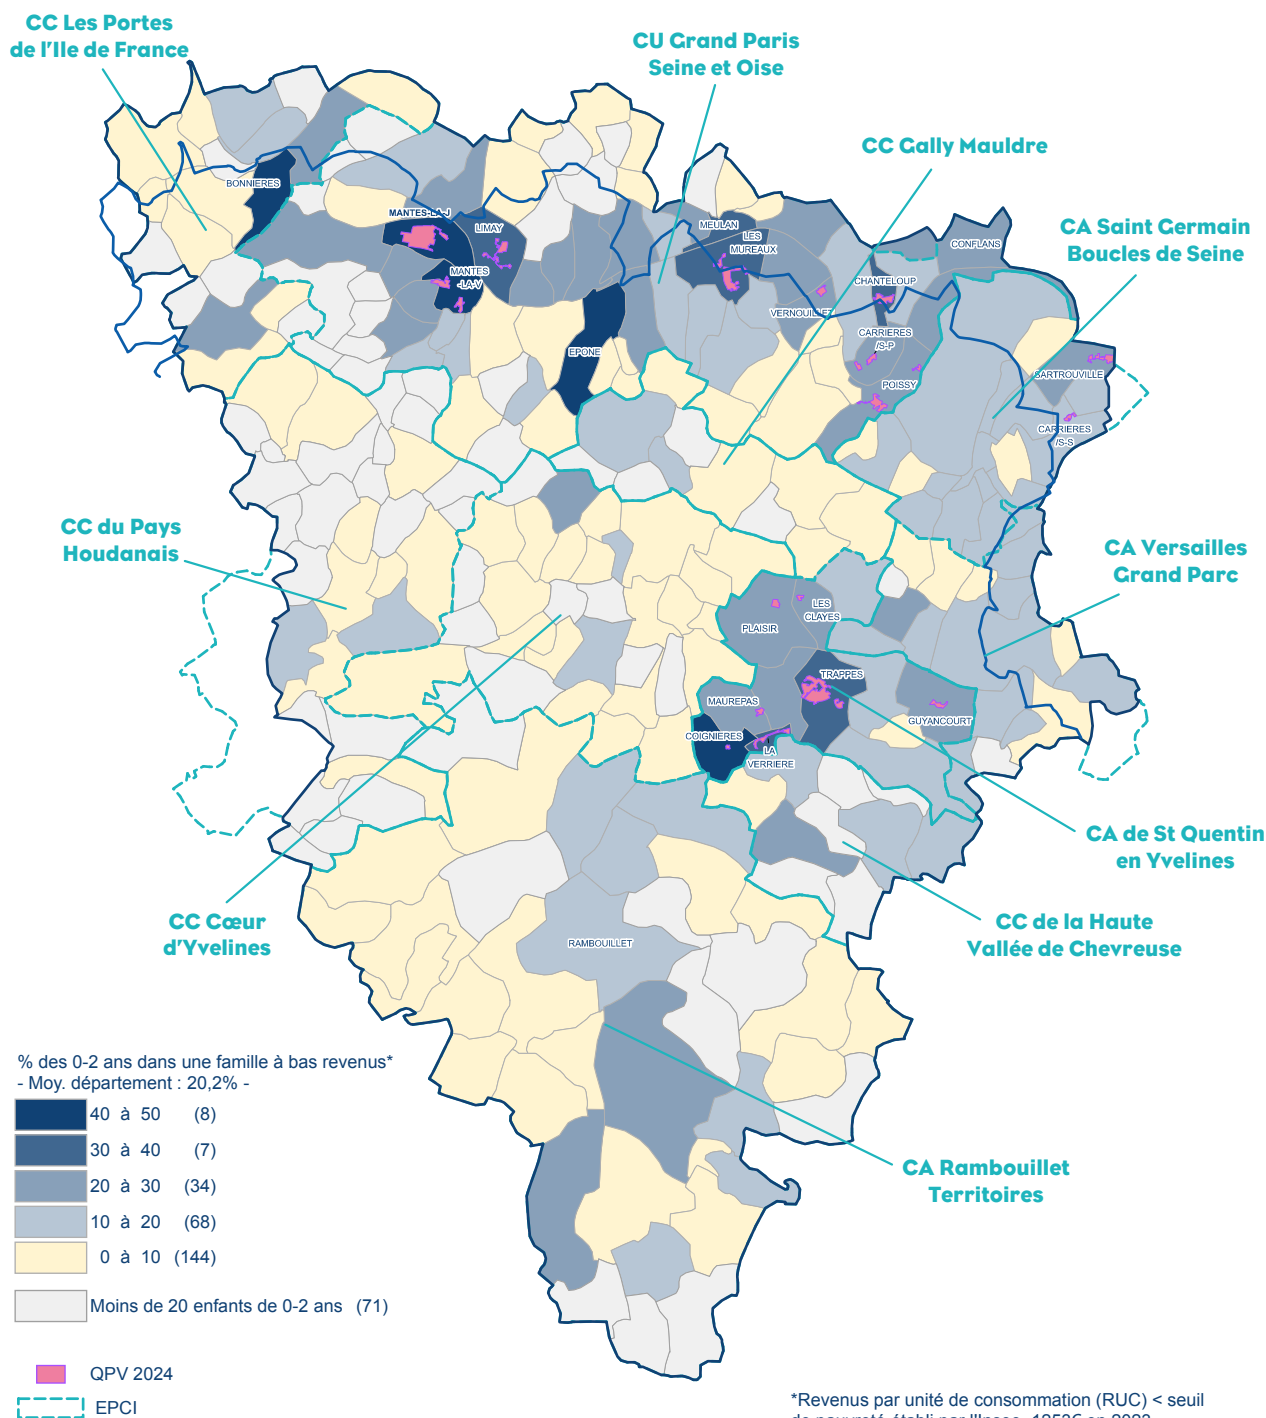 CC Les Portes
de l'Ile de France
CU Grand Paris
Seine et Oise
CC Gally Mauldre
CA Saint Germain
Boucles de Seine
BONNIERES
MANTES-LA-J
LIMAY
MANTES
-LA-V
MEULAN
LES
MUREAUX
CONFLANS
CHANTELOUP
VERNOUILLET
CARRIERES
/S-P
EPONE
POISSY
SARTROUVILLE
CARRIERES
/S-S
CC du Pays
Houdanais
CA Versailles
Grand Parc
LES
CLAYES
PLAISIR
TRAPPES
MAUREPAS
GUYANCOURT
COIGNIERES
LA
VERRIERE
CA de St Quentin
en Yvelines
CC Cœur
d'Yvelines
CC de la Haute
Vallée de Chevreuse
RAMBOUILLET
CA Rambouillet
Territoires
% des 0-2 ans dans une famille à bas revenus*
- Moy. département : 20,2% -
40 à 50 (8)
30 à 40 (7)
20 à 30 (34)
10 à 20 (68)
0 à 10 (144)
Moins de 20 enfants de 0-2 ans (71)
QPV 2024
EPCI
*Revenus par unité de consommation (RUC) < seuil